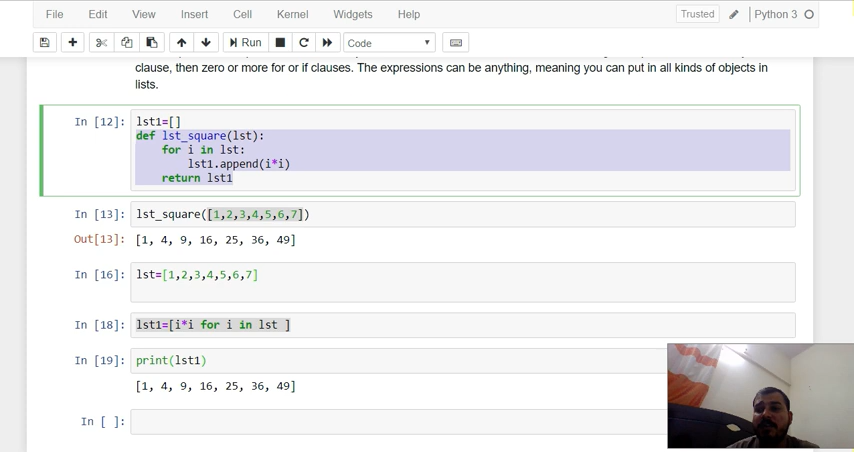 File Edit View Insert Cell Kernel Widgets Help Trusted Python 3
Run Code
clause, then zero or more for or if clauses. The expressions can be anything, meaning you can put in all kinds of objects in
lists.
In [12]: lst1=[]
def lst_square(lst):
for i in lst:
lst1.append(i*i)
return lst1
In [13]: lst_square([1,2,3,4,5,6,7])
Out[13]: [1, 4, 9, 16, 25, 36, 49]
In [16]: lst=[1,2,3,4,5,6,7]
In [18]: lst1=[i*i for i in lst ]
In [19]: print(lst1)
[1, 4, 9, 16, 25, 36, 49]
In [ ]: